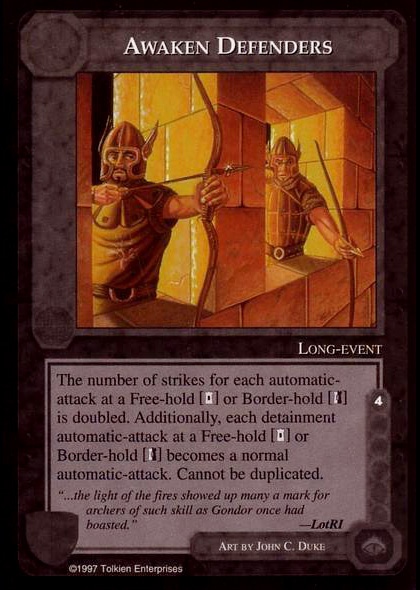 AWAKEN DEFENDERS
LONG-EVENT
The number of strikes for each automatic-
attack at a Free-hold [] or Border-hold []
is doubled. Additionally, each detainment
automatic-attack at a Free-hold [] or
Border-hold [] becomes a normal
automatic-attack. Cannot be duplicated.
4
“...the light of the fires showed up many a mark for
archers of such skill as Gondor once had
boasted.” —LotRI
ART BY JOHN C. DUKE
©1997 Tolkien Enterprises